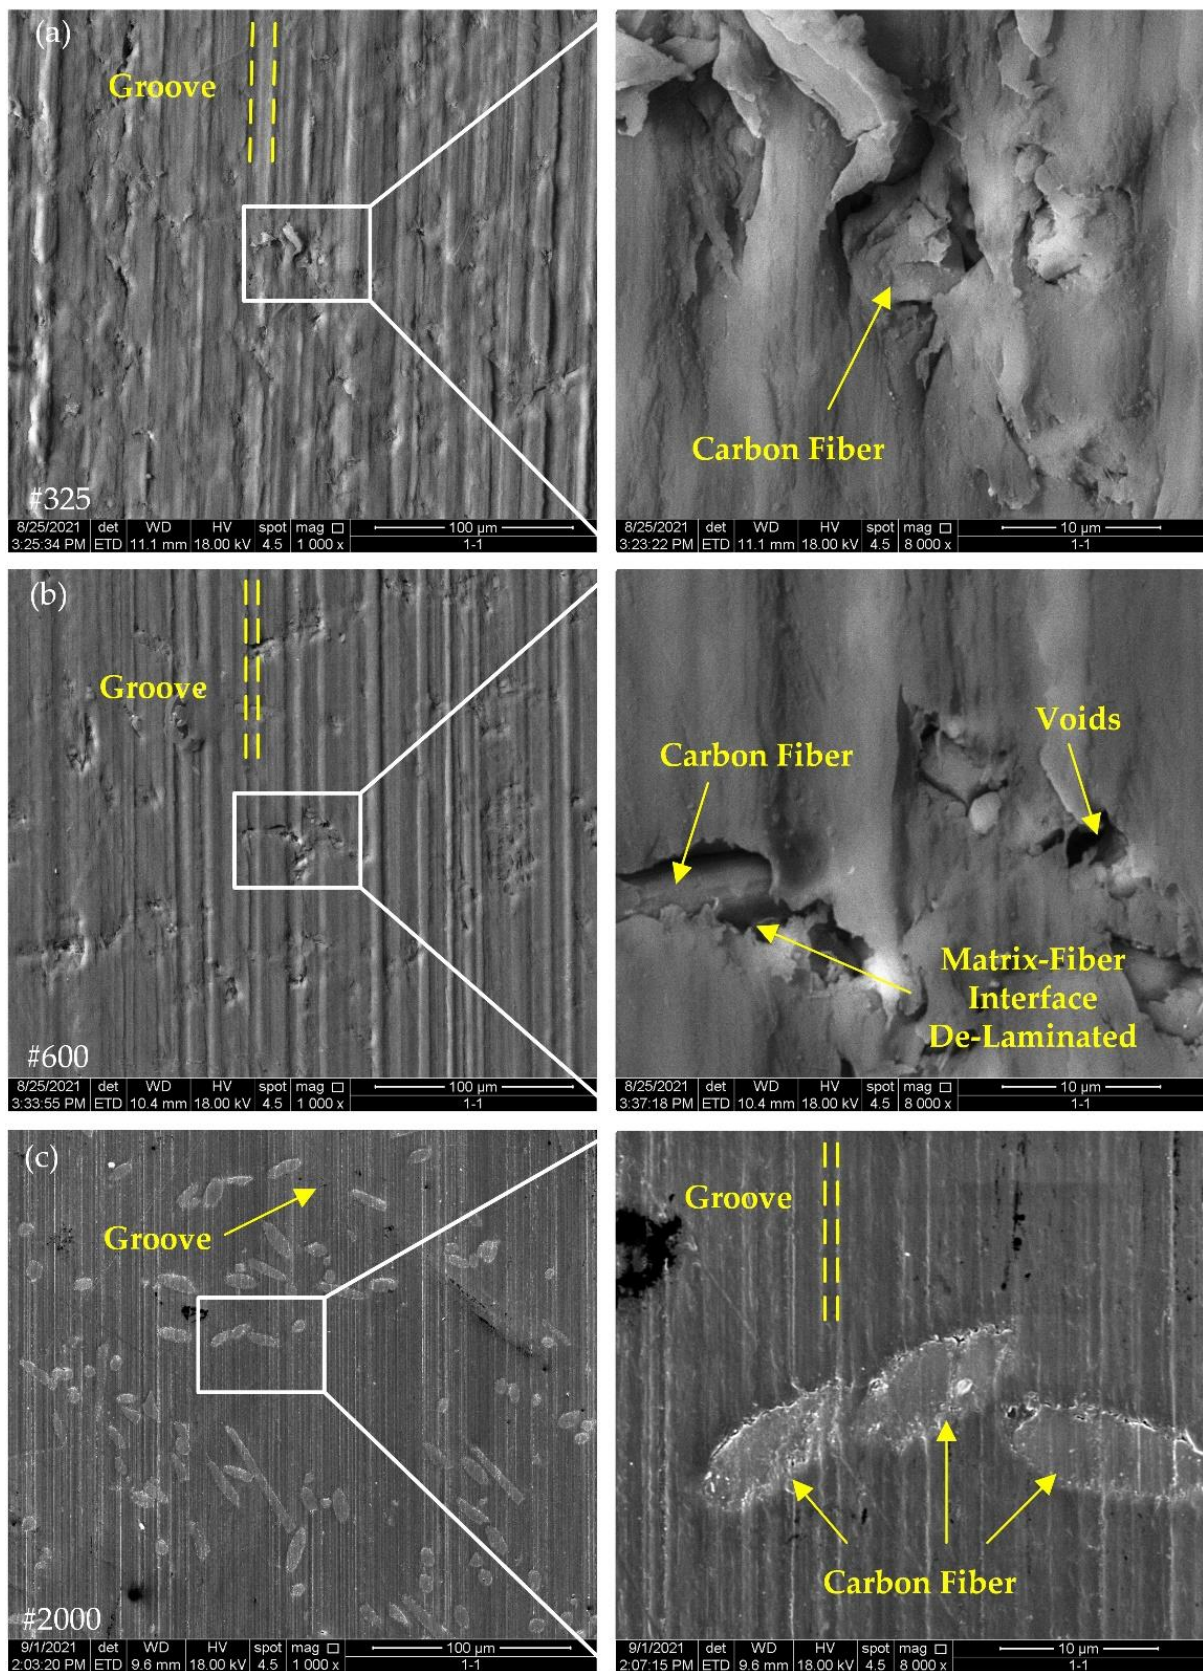 (a)
Groove
#325
8/25/2021 det WD HV spot mag □ 100 µm
3:25:34 PM ETD 11.1 mm 18.00 kV 4.5 1 000 x 1-1
Carbon Fiber
8/25/2021 det WD HV spot mag □ 10 µm
3:23:22 PM ETD 11.1 mm 18.00 kV 4.5 8 000 x 1-1
(b)
Groove
#600
8/25/2021 det WD HV spot mag □ 100 µm
3:33:55 PM ETD 10.4 mm 18.00 kV 4.5 1 000 x 1-1
Voids
Carbon Fiber
Matrix-Fiber
Interface
De-Laminated
8/25/2021 det WD HV spot mag □ 10 µm
3:37:18 PM ETD 10.4 mm 18.00 kV 4.5 8 000 x 1-1
(c)
Groove
#2000
9/1/2021 det WD HV spot mag □ 100 µm
2:03:20 PM ETD 9.6 mm 18.00 kV 4.5 1 000 x 1-1
Groove
Carbon Fiber
9/1/2021 det WD HV spot mag □ 10 µm
2:07:15 PM ETD 9.6 mm 18.00 kV 4.5 8 000 x 1-1